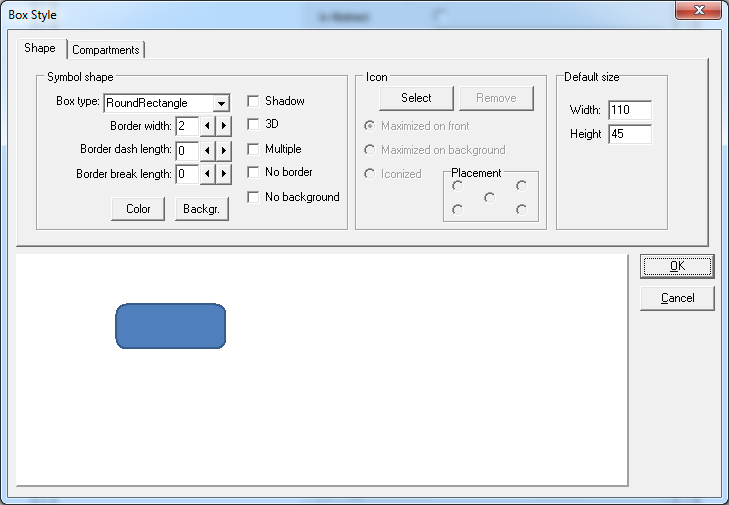 Box Style
Shape
Compartments
Symbol shape
Box type: RoundRectangle
Border width: 2
Border dash length: 0
Border break length: 0
Color
Backgr.
Shadow
3D
Multiple
No border
No background
Icon
Select
Remove
Maximized on front
Maximized on background
Iconized
Placement
Default size
Width: 110
Height 45
OK
Cancel